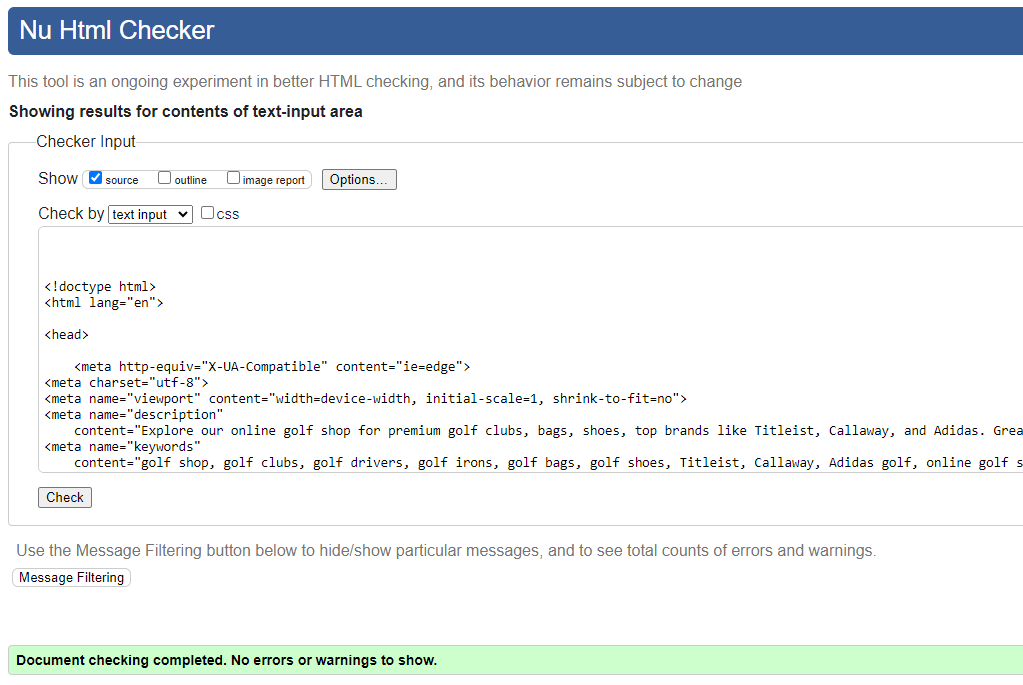 Nu Html Checker
This tool is an ongoing experiment in better HTML checking, and its behavior remains subject to change
Showing results for contents of text-input area
Checker Input
Show source outline image report Options...
Check by text input css
<!doctype html>
<html lang="en">
<head>
<meta http-equiv="X-UA-Compatible" content="ie=edge">
<meta charset="utf-8">
<meta name="viewport" content="width=device-width, initial-scale=1, shrink-to-fit=no">
<meta name="description"
content="Explore our online golf shop for premium golf clubs, bags, shoes, top brands like Titleist, Callaway, and Adidas. Grea
<meta name="keywords"
content="golf shop, golf clubs, golf drivers, golf irons, golf bags, golf shoes, Titleist, Callaway, Adidas golf, online golf s
Check
Use the Message Filtering button below to hide/show particular messages, and to see total counts of errors and warnings.
Message Filtering
Document checking completed. No errors or warnings to show.